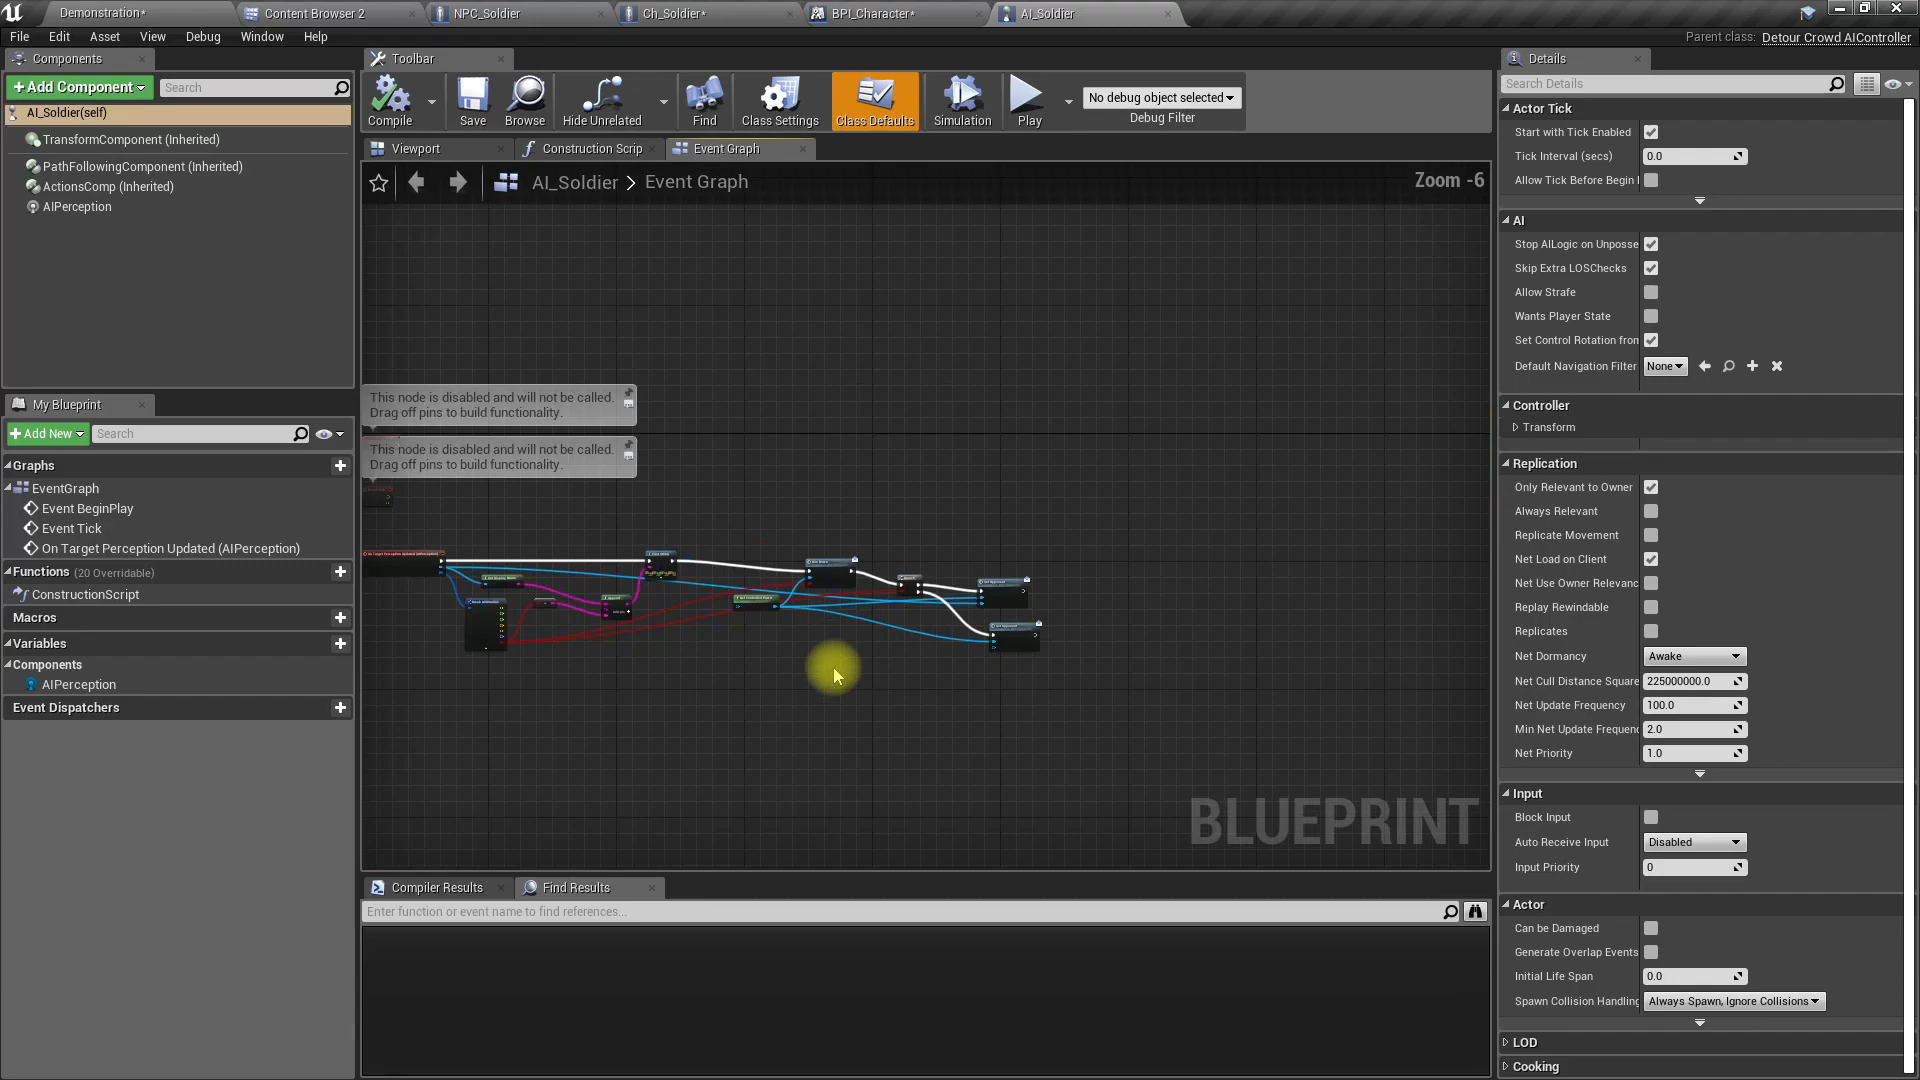 Demonstration*
Content Browser 2
NPC_Soldier
Ch_Soldier*
BPI_Character*
AI_Soldier
File
Edit
Asset
View
Debug
Window
Help
Parent class:
Detour Crowd AIController
Components
+Add Component
Search
AI_Soldier(self)
TransformComponent (Inherited)
PathFollowingComponent (Inherited)
ActionsComp (Inherited)
AIPerception
My Blueprint
+Add New
Search
Graphs
EventGraph
Event BeginPlay
Event Tick
On Target Perception Updated (AIPerception)
Functions (20 Overridable)
ConstructionScript
Macros
Variables
Components
AIPerception
Event Dispatchers
Toolbar
Compile
Save
Browse
Hide Unrelated
Find
Class Settings
Class Defaults
Simulation
Play
No debug object selected
Debug Filter
Viewport
Construction Scrip
Event Graph
AI_Soldier > Event Graph
Zoom -6
This node is disabled and will not be called.
Drag off pins to build functionality.
This node is disabled and will not be called.
Drag off pins to build functionality.
BLUEPRINT
Compiler Results
Find Results
Enter function or event name to find references...
Details
Search Details
Actor Tick
Start with Tick Enabled
Tick Interval (secs)
0.0
Allow Tick Before Begin
AI
Stop AILogic on Unposse
Skip Extra LOSChecks
Allow Strafe
Wants Player State
Set Control Rotation from
Default Navigation Filter
None
Controller
Transform
Replication
Only Relevant to Owner
Always Relevant
Replicate Movement
Net Load on Client
Net Use Owner Relevanc
Replay Rewindable
Replicates
Net Dormancy
Awake
Net Cull Distance Square
225000000.0
Net Update Frequency
100.0
Min Net Update Frequenc
2.0
Net Priority
1.0
Input
Block Input
Auto Receive Input
Disabled
Input Priority
0
Actor
Can be Damaged
Generate Overlap Events
Initial Life Span
0.0
Spawn Collision Handling
Always Spawn, Ignore Collisions
LOD
Cooking